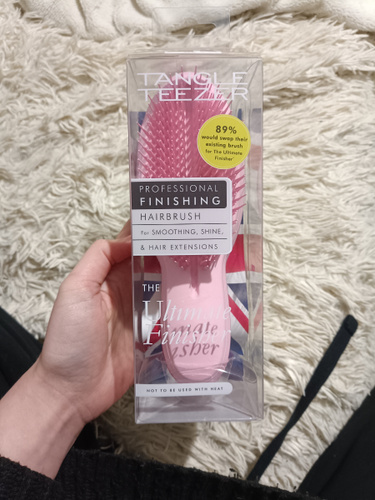 TANGLE
TEEZER
89%
would swap their
existing brush
for The Ultimate
Finisher
PROFESSIONAL
FINISHING
HAIRBRUSH
For SMOOTHING, SHINE,
& HAIR EXTENSIONS
THE
Ultimate
Finisher
NOT TO BE USED WITH HEAT